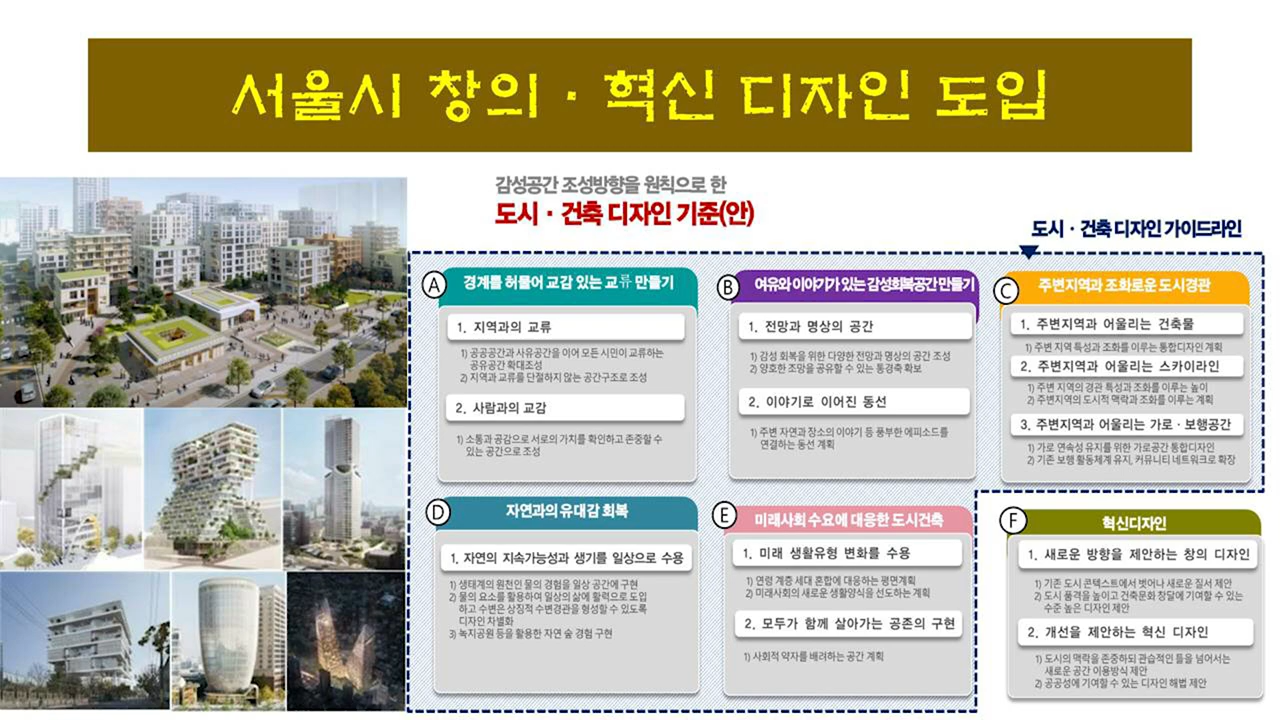 서울시 창의 · 혁신 디자인 도입
감성공간 조성방향을 원칙으로 한
도시 · 건축 디자인 기준(안)
도시 · 건축 디자인 가이드라인
A 경계를 허물어 교감 있는 교류 만들기
1. 지역과의 교류
1) 공공공간과 사유공간을 이어 모든 시민이 교류하는
공유공간 확대조성
2) 지역과 교류를 단절하지 않는 공간구조로 조성
2. 사람과의 교감
1) 소통과 공감으로 서로의 가치를 확인하고 존중할 수
있는 공간으로 조성
B 여유와 이야기가 있는 감성회복공간 만들기
1. 전망과 명상의 공간
1) 감성 회복을 위한 다양한 전망과 명상의 공간 조성
2) 양호한 조망을 공유할 수 있는 통경축 확보
2. 이야기로 이어진 동선
1) 주변 자연과 장소의 이야기 등 풍부한 에피소드를
연결하는 동선 계획
C 주변지역과 조화로운 도시경관
1. 주변지역과 어울리는 건축물
1) 주변 지역 특성과 조화를 이루는 통합디자인 계획
2. 주변지역과 어울리는 스카이라인
1) 주변 지역의 경관 특성과 조화를 이루는 높이
2) 주변지역의 도시적 맥락과 조화를 이루는 계획
3. 주변지역과 어울리는 가로 · 보행공간
1) 가로 연속성 유지를 위한 가로공간 통합디자인
2) 기존 보행 활동체계 유지, 커뮤니티 네트워크로 확장
D 자연과의 유대감 회복
1. 자연의 지속가능성과 생기를 일상으로 수용
1) 생태계의 원천인 물의 경험을 일상 공간에 구현
2) 물의 요소를 활용하여 일상의 삶에 활력으로 도입
하고 수변은 상징적 수변경관을 형성할 수 있도록
디자인 차별화
3) 녹지공원 등을 활용한 자연 숲 경험 구현
E 미래사회 수요에 대응한 도시건축
1. 미래 생활유형 변화를 수용
1) 연령 계층 세대 혼합에 대응하는 평면계획
2) 미래사회의 새로운 생활양식을 선도하는 계획
2. 모두가 함께 살아가는 공존의 구현
1) 사회적 약자를 배려하는 공간 계획
F 혁신디자인
1. 새로운 방향을 제안하는 창의 디자인
1) 기존 도시 콘텍스트에서 벗어나 새로운 질서 제안
2) 도시 품격을 높이고 건축문화 창달에 기여할 수 있는
수준 높은 디자인 제안
2. 개선을 제안하는 혁신 디자인
1) 도시의 맥락을 존중하되 관습적인 틀을 넘어서는
새로운 공간 이용방식 제안
2) 공공성에 기여할 수 있는 디자인 해법 제안